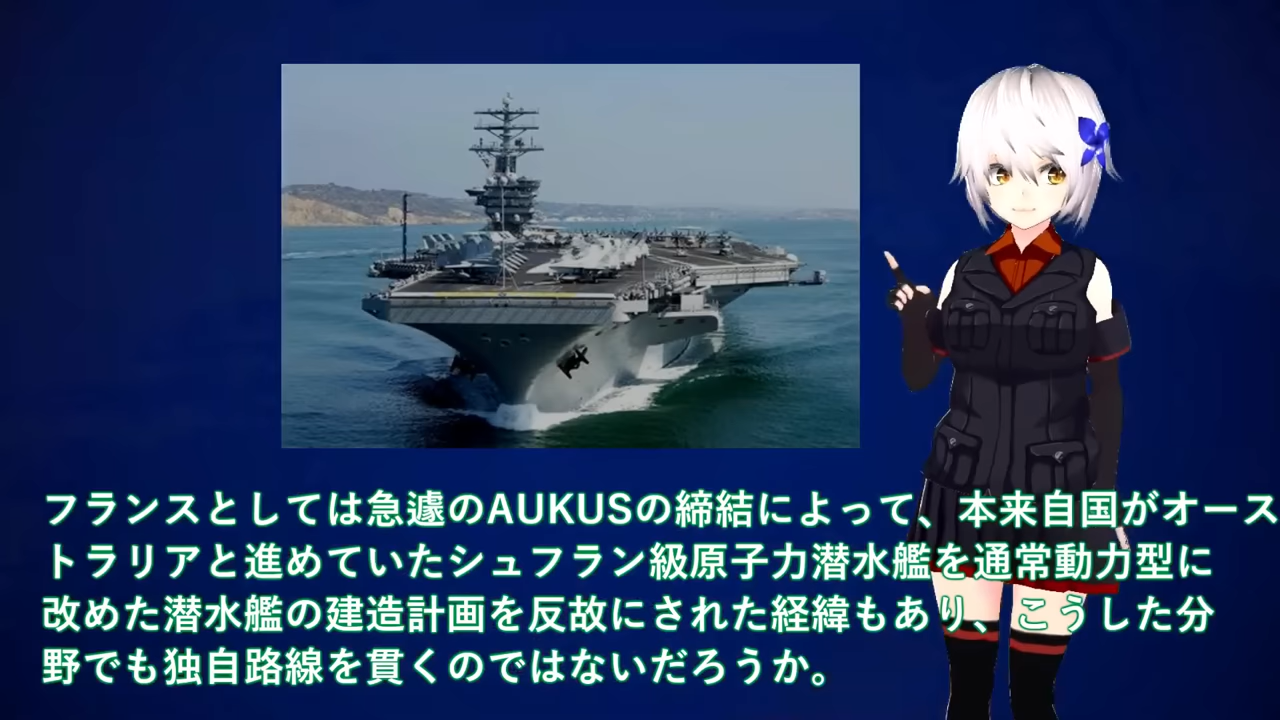 フランスとしては急遽のAUKUSの締結によって、本来自国がオース
トラリアと進めていたシュフラン級原子力潜水艦を通常動力型に
改めた潜水艦の建造計画を反故にされた経緯もあり、こうした分
野でも独自路線を貫くのではないだろうか。